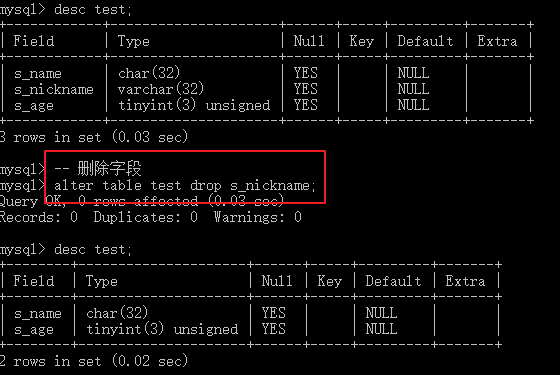 mysql> desc test;
+------------+---------------------+------+-----+---------+-------+
| Field      | Type                | Null | Key | Default | Extra |
+------------+---------------------+------+-----+---------+-------+
| s_name     | char(32)            | YES  |     | NULL    |       |
| s_nickname | varchar(32)         | YES  |     | NULL    |       |
| s_age      | tinyint(3) unsigned | YES  |     | NULL    |       |
+------------+---------------------+------+-----+---------+-------+
3 rows in set (0.03 sec)
mysql> -- 删除字段
mysql> alter table test drop s_nickname;
Query OK, 0 rows affected (0.03 sec)
Records: 0  Duplicates: 0  Warnings: 0
mysql> desc test;
+--------+---------------------+------+-----+---------+-------+
| Field  | Type                | Null | Key | Default | Extra |
+--------+---------------------+------+-----+---------+-------+
| s_name | char(32)            | YES  |     | NULL    |       |
| s_age  | tinyint(3) unsigned | YES  |     | NULL    |       |
+--------+---------------------+------+-----+---------+-------+
2 rows in set (0.02 sec)